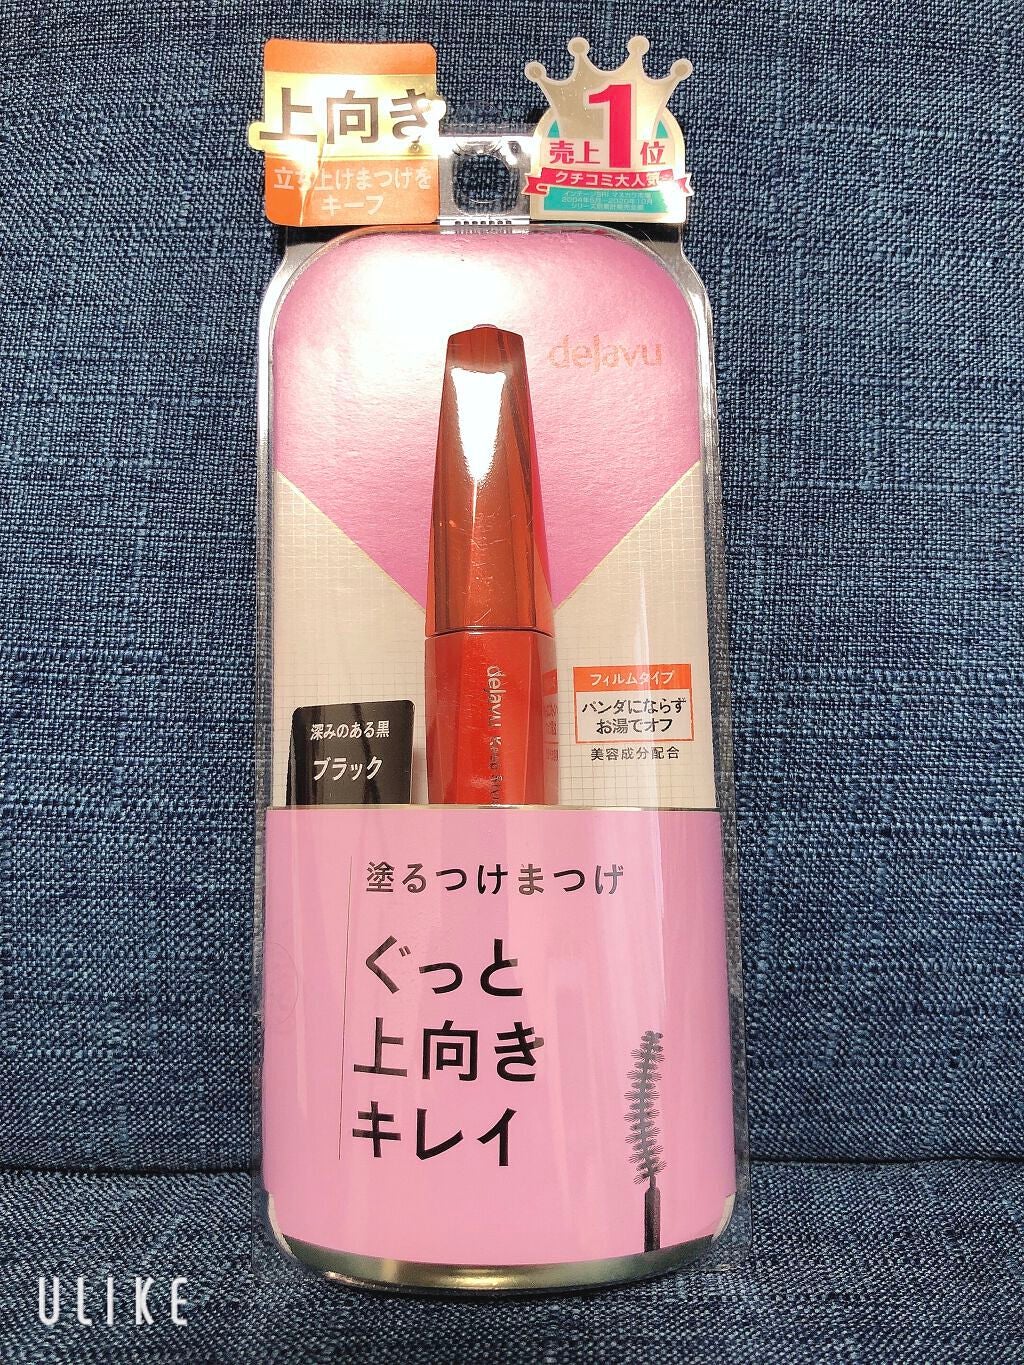 上向き
立ち上げまつげを
キープ
売上1位
クチコミ大人気
dejavu
dejavu Keep Style
フィルムタイプ
パンダにならず
お湯でオフ
美容成分配合
深みのある黒
ブラック
塗るつけまつげ
ぐっと
上向き
キレイ
ULIKE